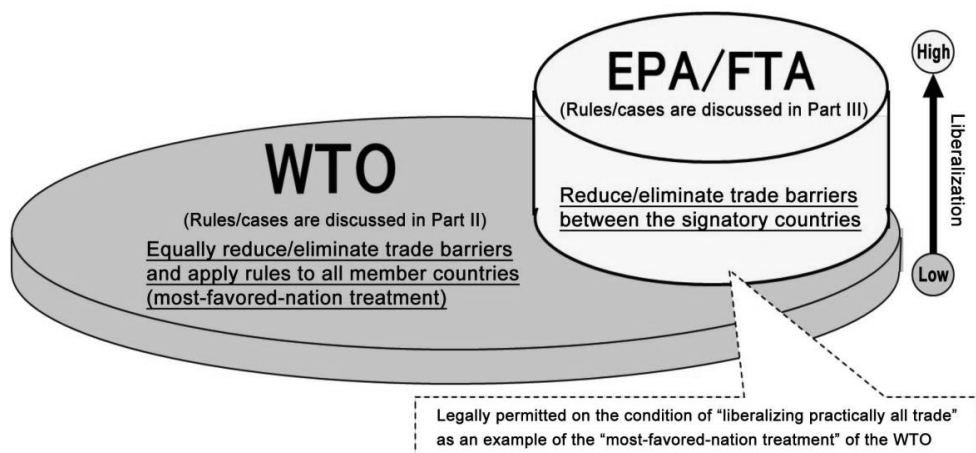 WTO
(Rules/cases are discussed in Part II)
Equally reduce/eliminate trade barriers
and apply rules to all member countries
(most-favored-nation treatment)
EPA/FTA
(Rules/cases are discussed in Part III)
Reduce/eliminate trade barriers
between the signatory countries
High
Liberalization
Low
Legally permitted on the condition of “liberalizing practically all trade”
as an example of the “most-favored-nation treatment” of the WTO